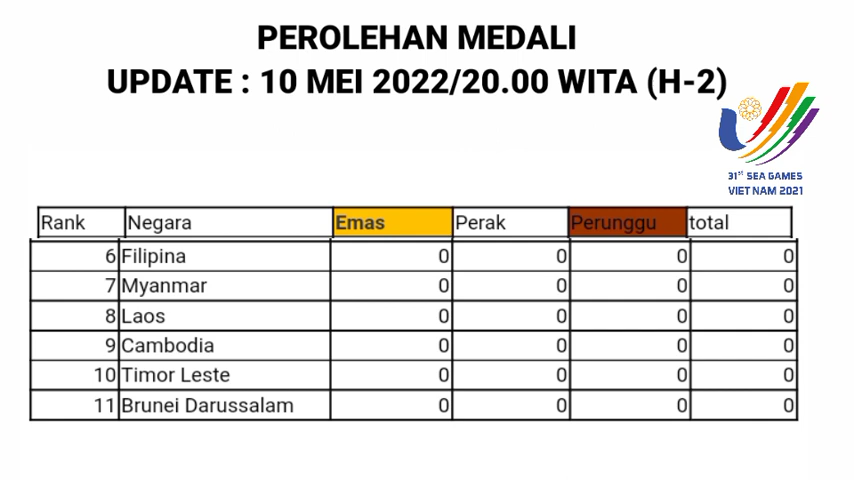 PEROLEHAN MEDALI
UPDATE : 10 MEI 2022/20.00 WITA (H-2)
31st SEA GAMES
VIET NAM 2021
Rank Negara Emas Perak Perunggu total
6 Filipina 0 0 0 0
7 Myanmar 0 0 0 0
8 Laos 0 0 0 0
9 Cambodia 0 0 0 0
10 Timor Leste 0 0 0 0
11 Brunei Darussalam 0 0 0 0